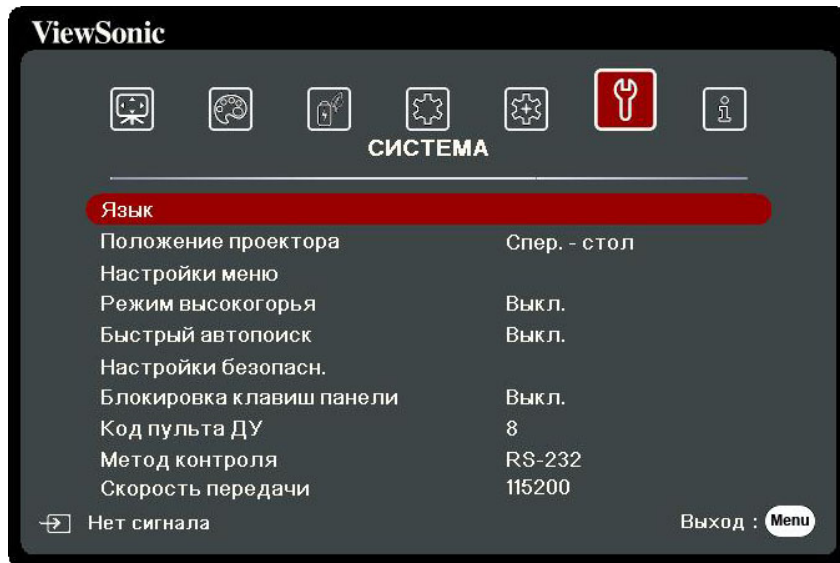 ViewSonic
СИСТЕМА
Язык
Положение проектора Спер. - стол
Настройки меню
Режим высокогорья Выкл.
Быстрый автопоиск Выкл.
Настройки безопасн.
Блокировка клавиш панели Выкл.
Код пульта ДУ 8
Метод контроля RS-232
Скорость передачи 115200
Нет сигнала Выход : Menu